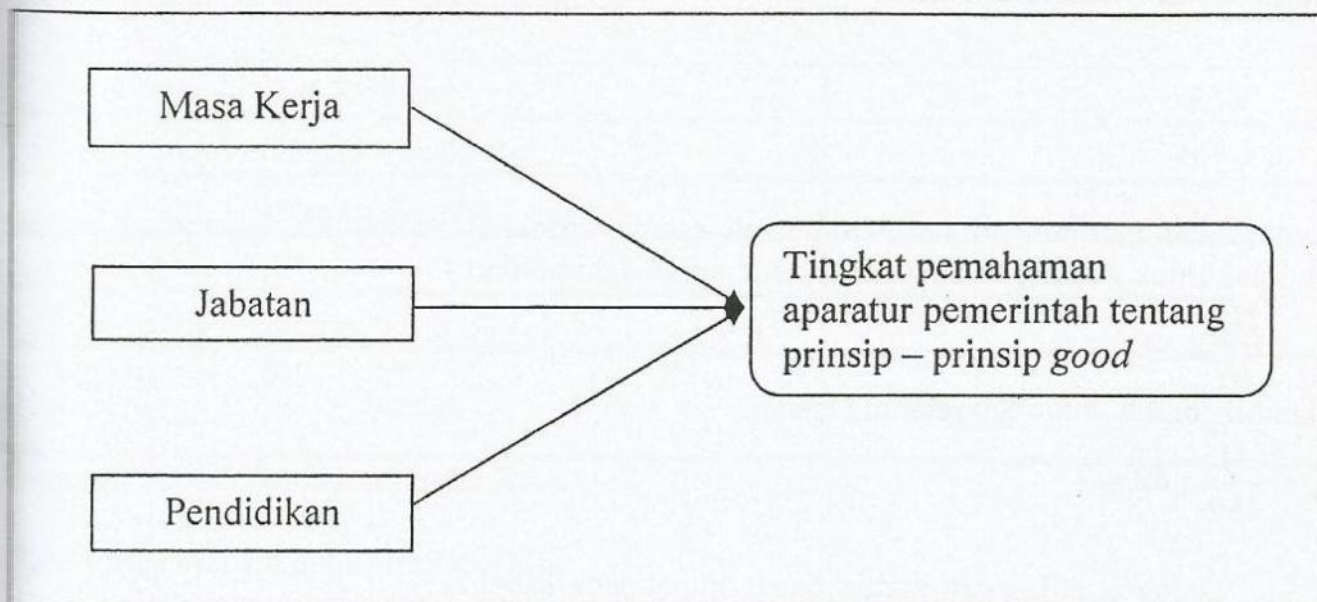 Masa Kerja
Jabatan
Tingkat pemahaman
aparatur pemerintah tentang
prinsip – prinsip good
Pendidikan